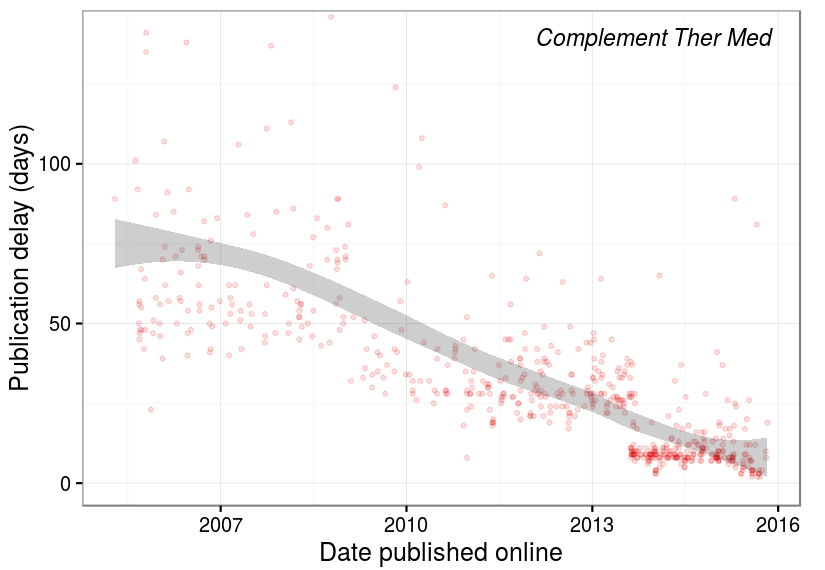 Complement Ther Med
Publication delay (days)
100
50
0
2007 2010 2013 2016
Date published online